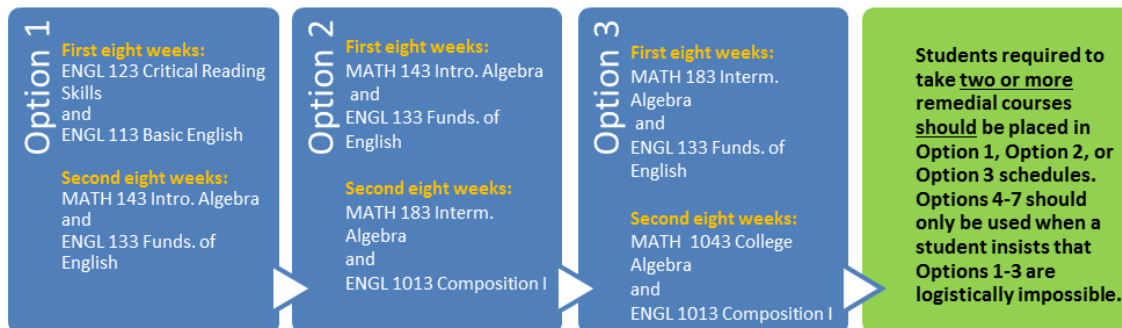 Option 1
First eight weeks:
ENGL 123 Critical Reading
Skills
and
ENGL 113 Basic English
Second eight weeks:
MATH 143 Intro. Algebra
and
ENGL 133 Funds. of
English
Option 2
First eight weeks:
MATH 143 Intro. Algebra
and
ENGL 133 Funds. of
English
Second eight weeks:
MATH 183 Interm.
Algebra
and
ENGL 1013 Composition I
Option 3
First eight weeks:
MATH 183 Interm.
Algebra
and
ENGL 133 Funds. of
English
Second eight weeks:
MATH 1043 College
Algebra
and
ENGL 1013 Composition I
Students required to
take two or more
remedial courses
should be placed in
Option 1, Option 2, or
Option 3 schedules.
Options 4-7 should
only be used when a
student insists that
Options 1-3 are
logistically impossible.